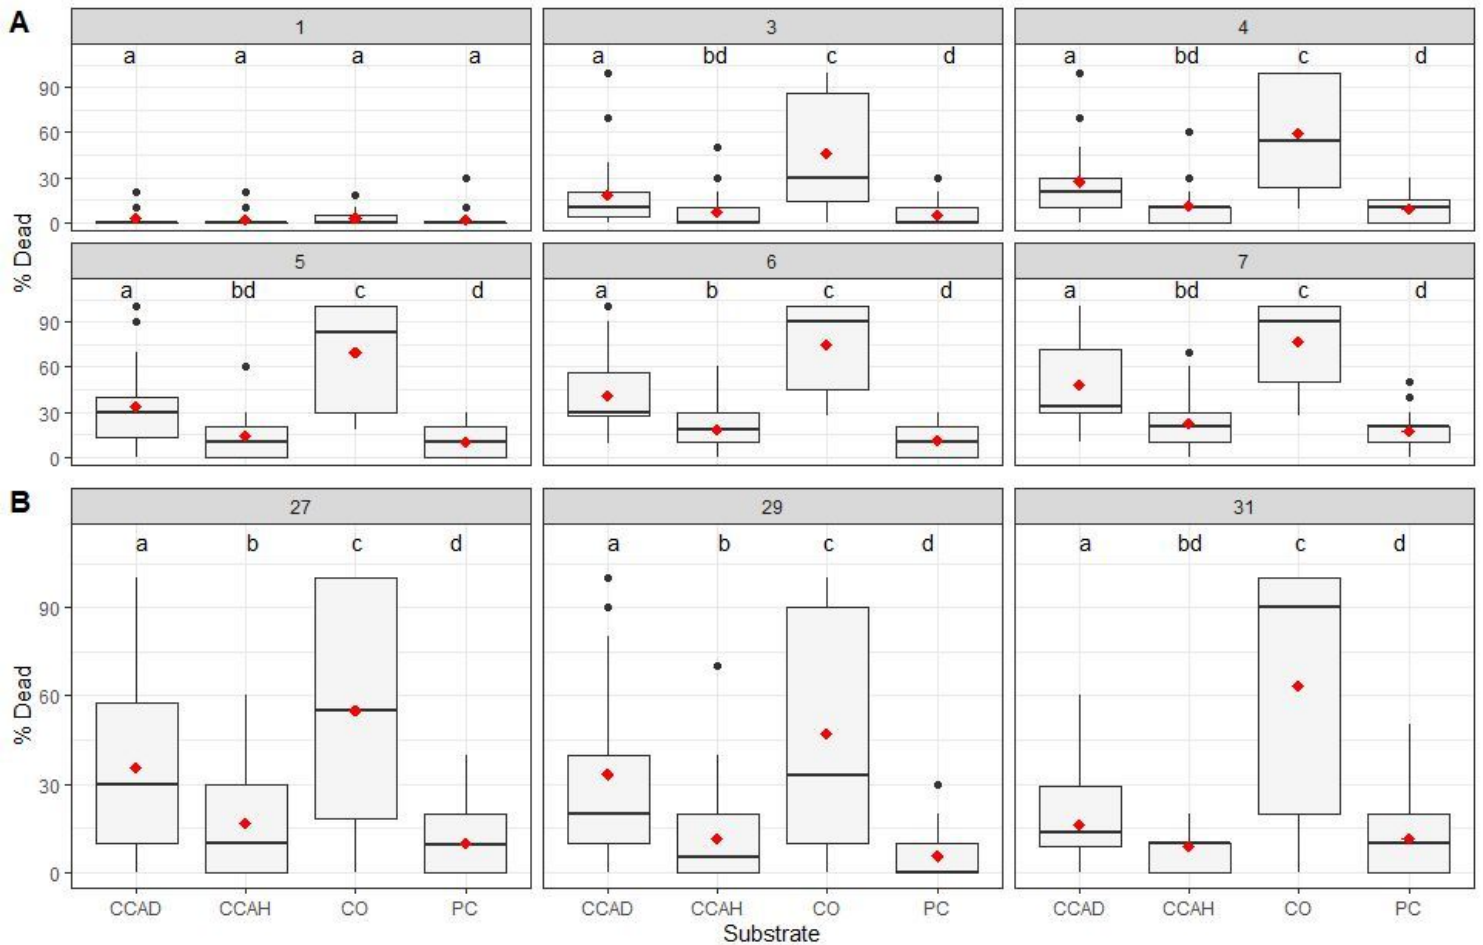 A
1
3
4
a a a a
a bd c d
a bd c d
90
60
30
0
% Dead
5
6
7
a bd c d
a b c d
a bd c d
90
60
30
0
B
27
29
31
a b c d
a b c d
a bd c d
90
60
30
0
% Dead
CCAD CCAH CO PC
CCAD CCAH CO PC
CCAD CCAH CO PC
Substrate